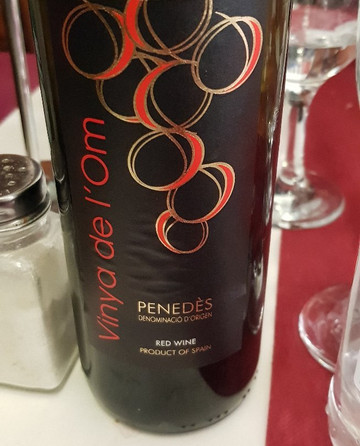 Vinya de l'Om
PENEDÈS
DENOMINACIÓ D'ORIGEN
RED WINE
PRODUCT OF SPAIN